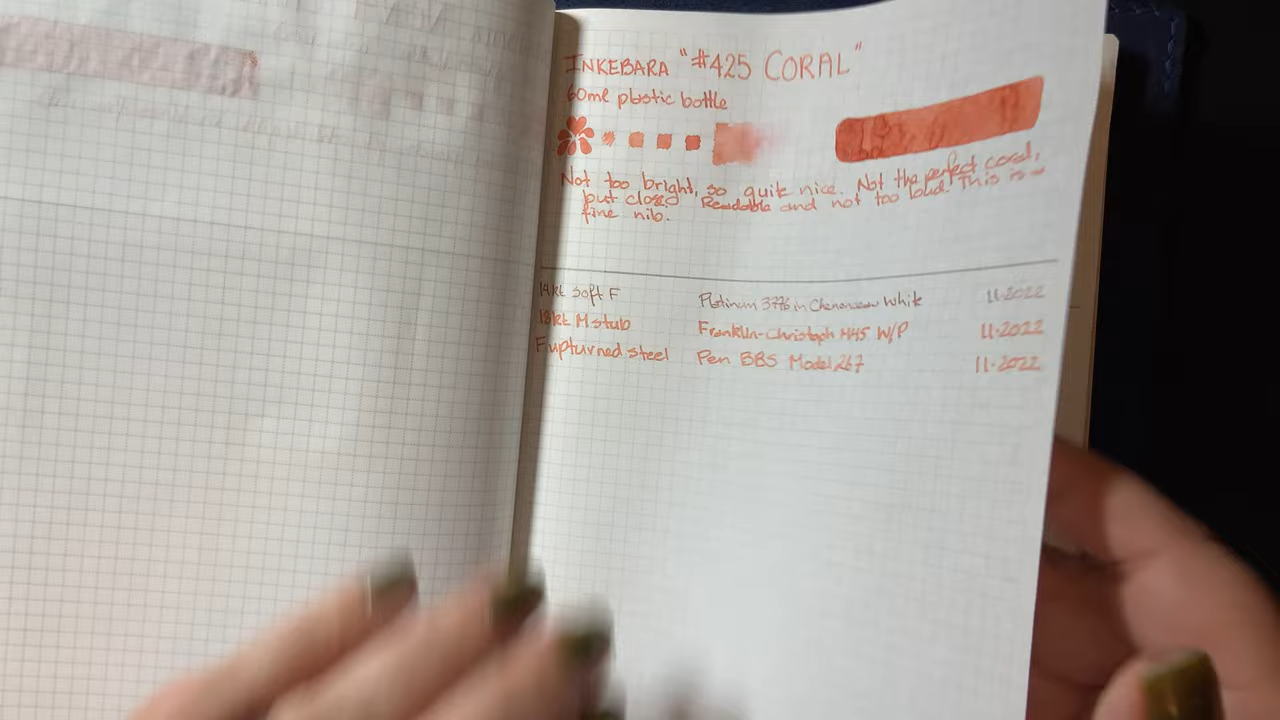 INKEBARA "#425 CORAL"
60ml plastic bottle
Not too bright, so quite nice. Not the perfect coral,
but close. Readable and not too loud. This is
fine nib.
14kt Soft F Platinum 3776 in Chenonceau White 11-2022
18kt M stub Franklin-Christoph W/P 11-2022
F upturned steel Pen BBS Model 267 11-2022